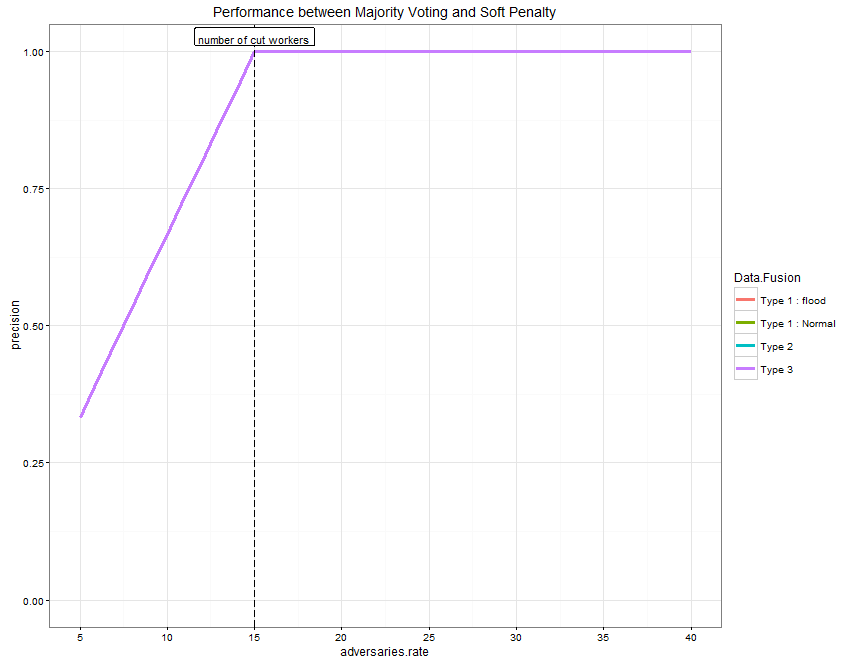 Performance between Majority Voting and Soft Penalty
number of cut workers
1.00
0.75
0.50
0.25
0.00
precision
5 10 15 20 25 30 35 40
adversaries.rate
Data.Fusion
Type 1 : flood
Type 1 : Normal
Type 2
Type 3